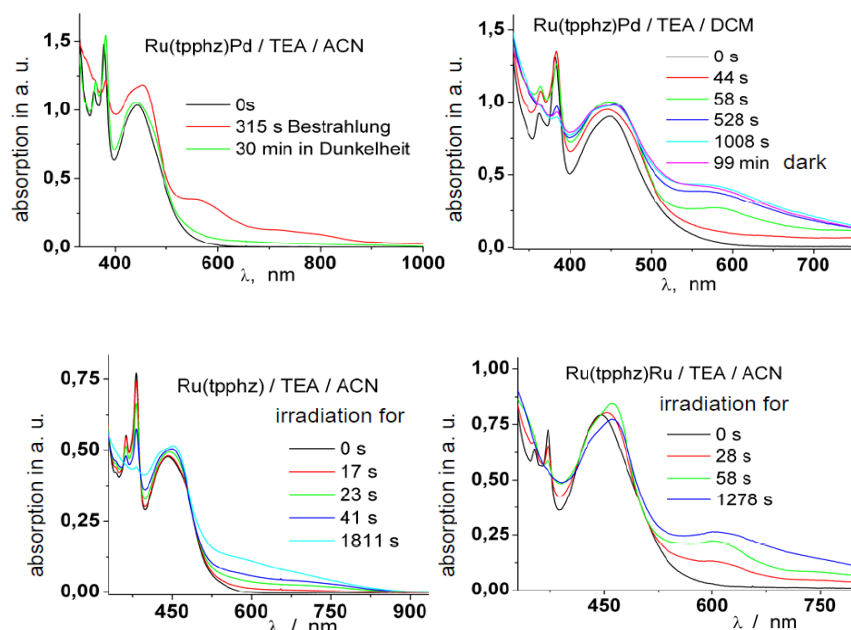 Ru(tpphz)Pd / TEA / ACN
absorption in a. u.
1,5
1,0
0,5
0,0
0s
315 s Bestrahlung
30 min in Dunkelheit
400
600
800
1000
λ, nm
Ru(tpphz)Pd / TEA / DCM
absorption in a. u.
1,5
1,0
0,5
0,0
0 s
44 s
58 s
528 s
1008 s
99 min dark
400
500
600
700
λ, nm
Ru(tpphz) / TEA / ACN
irradiation for
absorption in a. u.
0,75
0,50
0,25
0,00
0 s
17 s
23 s
41 s
1811 s
450
600
750
900
λ / nm
Ru(tpphz)Ru / TEA / ACN
irradiation for
absorption in a. u.
1,00
0,75
0,50
0,25
0,00
0 s
28 s
58 s
1278 s
450
600
750
λ / nm